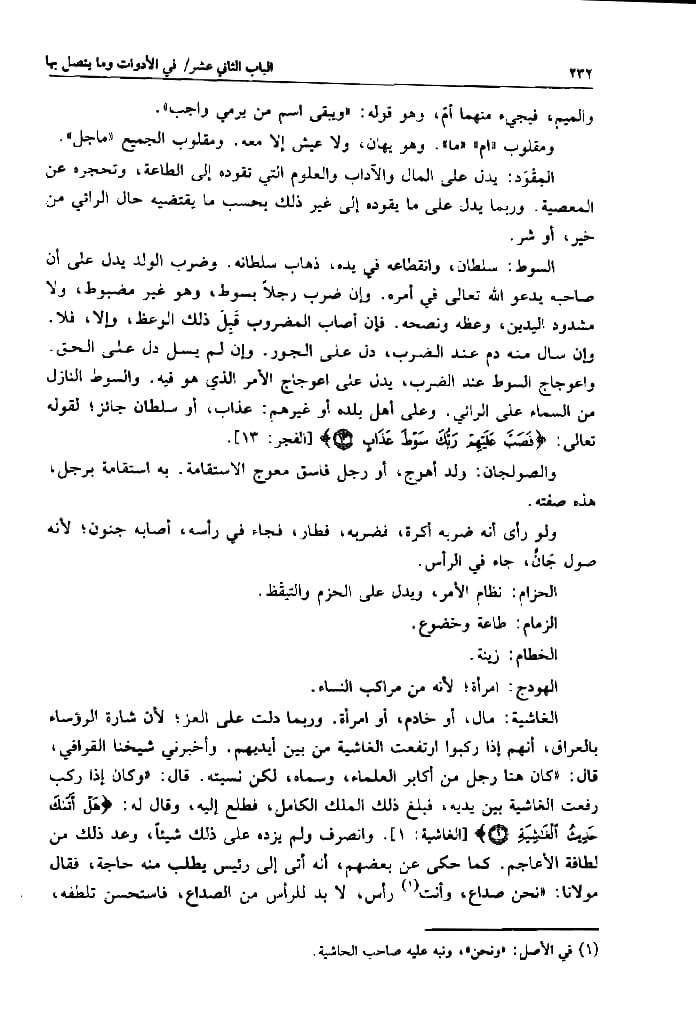 ٢٣٢ الباب الثاني عشر/ في الأدوات وما يتصل بها
والميم، فيجيء منهما أمّ، وهو قوله: «ويبقى اسم من يرمي واجب».
ومقلوب «ام» «ما». وهو يهان، ولا عيش إلا معه. ومقلوب الجميع «ماجل».
المِقْوَد: يدل على المال والآداب والعلوم التي تقوده إلى الطاعة، وتحجره عن
المعصية. وربما يدل على ما يقوده إلى غير ذلك بحسب ما يقتضيه حال الرائي من
خير، أو شر.
السوط: سلطان، وانقطاعه في يده، ذهاب سلطانه. وضرب الولد يدل على أن
صاحبه يدعو الله تعالى في أمره. وإن ضرب رجلاً بسوط، وهو غير مضبوط، ولا
مشدود اليدين، وعظه ونصحه. فإن أصاب المضروب قَبِلَ ذلك الوعظ، وإلا، فلا.
وإن سال منه دم عند الضرب، دل على الجور. وإن لم يسل دل على الحق.
واعوجاج السوط عند الضرب، يدل على اعوجاج الأمر الذي هو فيه. والسوط النازل
من السماء على الرائي. وعلى أهل بلده أو غيرهم: عذاب، أو سلطان جائز؛ لقوله
تعالى: ﴿فَصَبَّ عَلَيْهِمْ رَبُّكَ سَوْطَ عَذَابٍ ﴿١٣﴾﴾ [الفجر: ١٣].
والصولجان: ولد أهوج، أو رجل فاسق معوج الاستقامة. به استقامة برجل،
هذه صفته.
ولو رأى أنه ضربه أكرة، فضربه، فطار، فجاء في رأسه، أصابه جنون؛ لأنه
صول جَانٌ، جاء في الرأس.
الحزام: نظام الأمر، ويدل على الحزم والتيقّظ.
الزمام: طاعة وخضوع.
الخطام: زينة.
الهودج: امرأة؛ لأنه من مراكب النساء.
الغاشية: مال، أو خادم، أو امرأة. وربما دلت على العز؛ لأن شارة الرؤساء
بالعراق، أنهم إذا ركبوا ارتفعت الغاشية من بين أيديهم. وأخبرني شيخنا القرافي،
قال: «كان هنا رجل من أكابر العلماء، وسماه، لكن نسيته. قال: «وكان إذا ركب
رفعت الغاشية بين يديه، فبلغ ذلك الملك الكامل، فطلع إليه، وقال له: ﴿هَلْ أَتَىٰكَ
حَدِيثُ ٱلْغَٰشِيَةِ ﴿١﴾﴾ [الغاشية: ١]. وانصرف ولم يزده على ذلك شيئاً، وعد ذلك من
لطافة الأعاجم. كما حكى عن بعضهم، أنه أتى إلى رئيس يطلب منه حاجة، فقال
مولانا: «نحن صداع، وأنت(١) رأس، لا بد للرأس من الصداع، فاستحسن تلطفه،
(١) في الأصل: «ونحن»، ونبه عليه صاحب الحاشية.